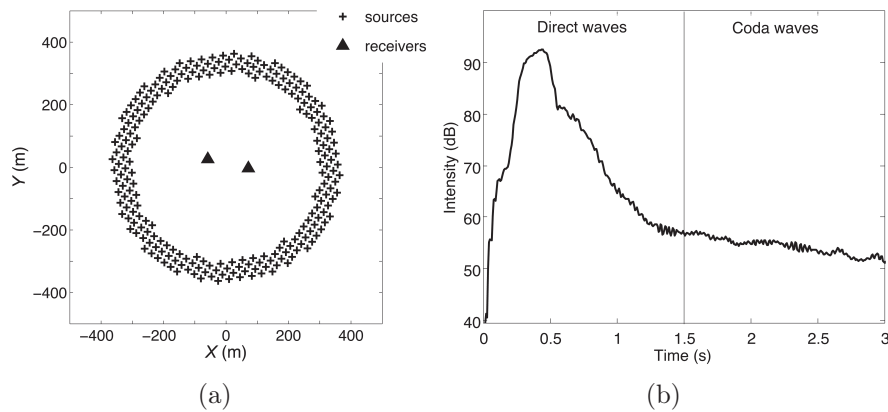 + sources
▲ receivers
400
200
0
−200
−400
Y (m)
−400 −200 0 200 400
X (m)
(a)
Direct waves Coda waves
90
80
70
60
50
40
Intensity (dB)
0 0.5 1 1.5 2 2.5 3
Time (s)
(b)